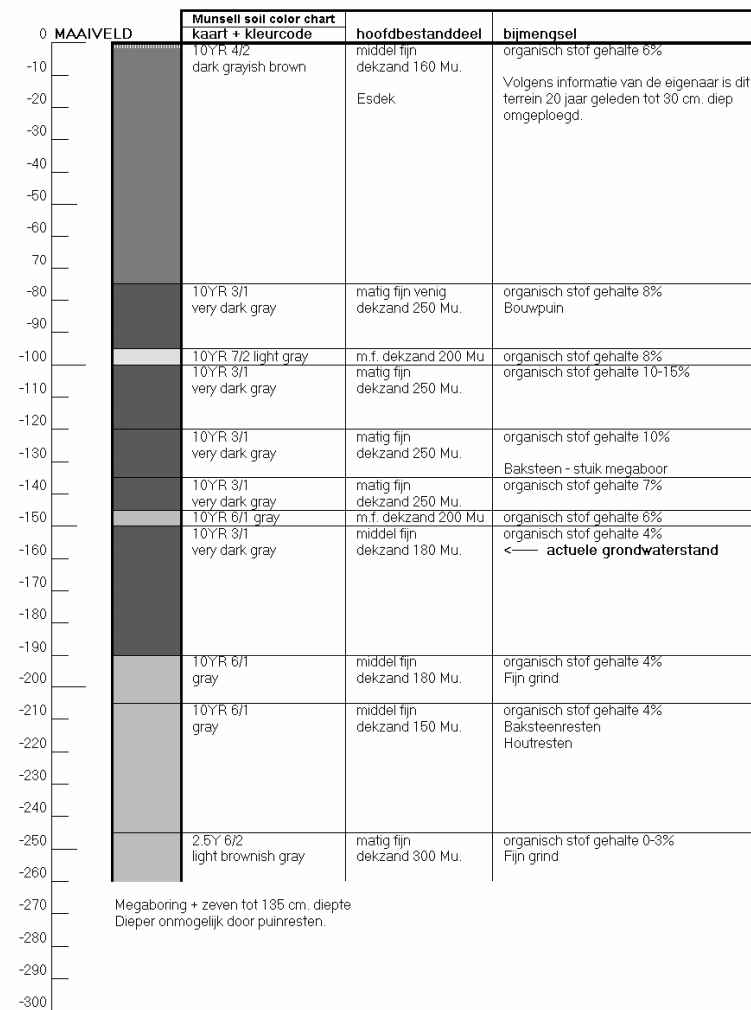 Munsell soil color chart
0 MAAIVELD kaart + kleurcode hoofdbestanddeel bijmengsel
10YR 4/2 middel fijn organisch stof gehalte 6%
-10 dark grayish brown dekzand 160 Mu.
Volgens informatie van de eigenaar is dit
-20 Esdek terrein 20 jaar geleden tot 30 cm. diep
omgeploegd.
-30
-40
-50
-60
70
-80 10YR 3/1 matig fijn venig organisch stof gehalte 8%
very dark gray dekzand 250 Mu. Bouwpuin
-90
-100 10YR 7/2 light gray m.f. dekzand 200 Mu organisch stof gehalte 8%
10YR 3/1 matig fijn organisch stof gehalte 10-15%
-110 very dark gray dekzand 250 Mu.
-120
10YR 3/1 matig fijn organisch stof gehalte 10%
-130 very dark gray dekzand 250 Mu.
Baksteen - stuik megaboor
-140 10YR 3/1 matig fijn organisch stof gehalte 7%
very dark gray dekzand 250 Mu.
-150 10YR 6/1 gray m.f. dekzand 200 Mu organisch stof gehalte 6%
10YR 3/1 middel fijn organisch stof gehalte 4%
-160 very dark gray dekzand 180 Mu. <—— actuele grondwaterstand
-170
-180
-190
10YR 6/1 middel fijn organisch stof gehalte 4%
-200 gray dekzand 180 Mu. Fijn grind
-210 10YR 6/1 middel fijn organisch stof gehalte 4%
gray dekzand 150 Mu. Baksteenresten
-220 Houtresten
-230
-240
-250 2.5Y 6/2 matig fijn organisch stof gehalte 0-3%
light brownish gray dekzand 300 Mu. Fijn grind
-260
-270 Megaboring + zeven tot 135 cm. diepte
Dieper onmogelijk door puinresten.
-280
-290
-300